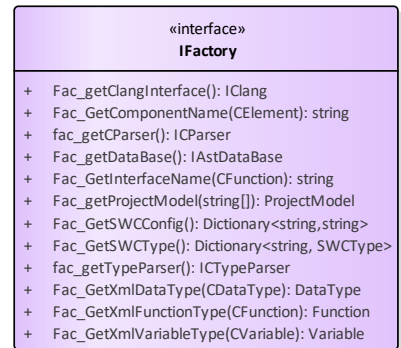 «interface»
IFactory
+ Fac_getClangInterface(): IClang
+ Fac_GetComponentName(CElement): string
+ fac_getCParser(): ICParser
+ Fac_getDataBase(): IAstDataBase
+ Fac_GetInterfaceName(CFunction): string
+ Fac_getProjectModel(string[]): ProjectModel
+ Fac_GetSWCConfig(): Dictionary<string,string>
+ Fac_GetSWCType(): Dictionary<string, SWCType>
+ fac_getTypeParser(): ICTypeParser
+ Fac_GetXmlDataType(CDataType): DataType
+ Fac_GetXmlFunctionType(CFunction): Function
+ Fac_GetXmlVariableType(CVariable): Variable